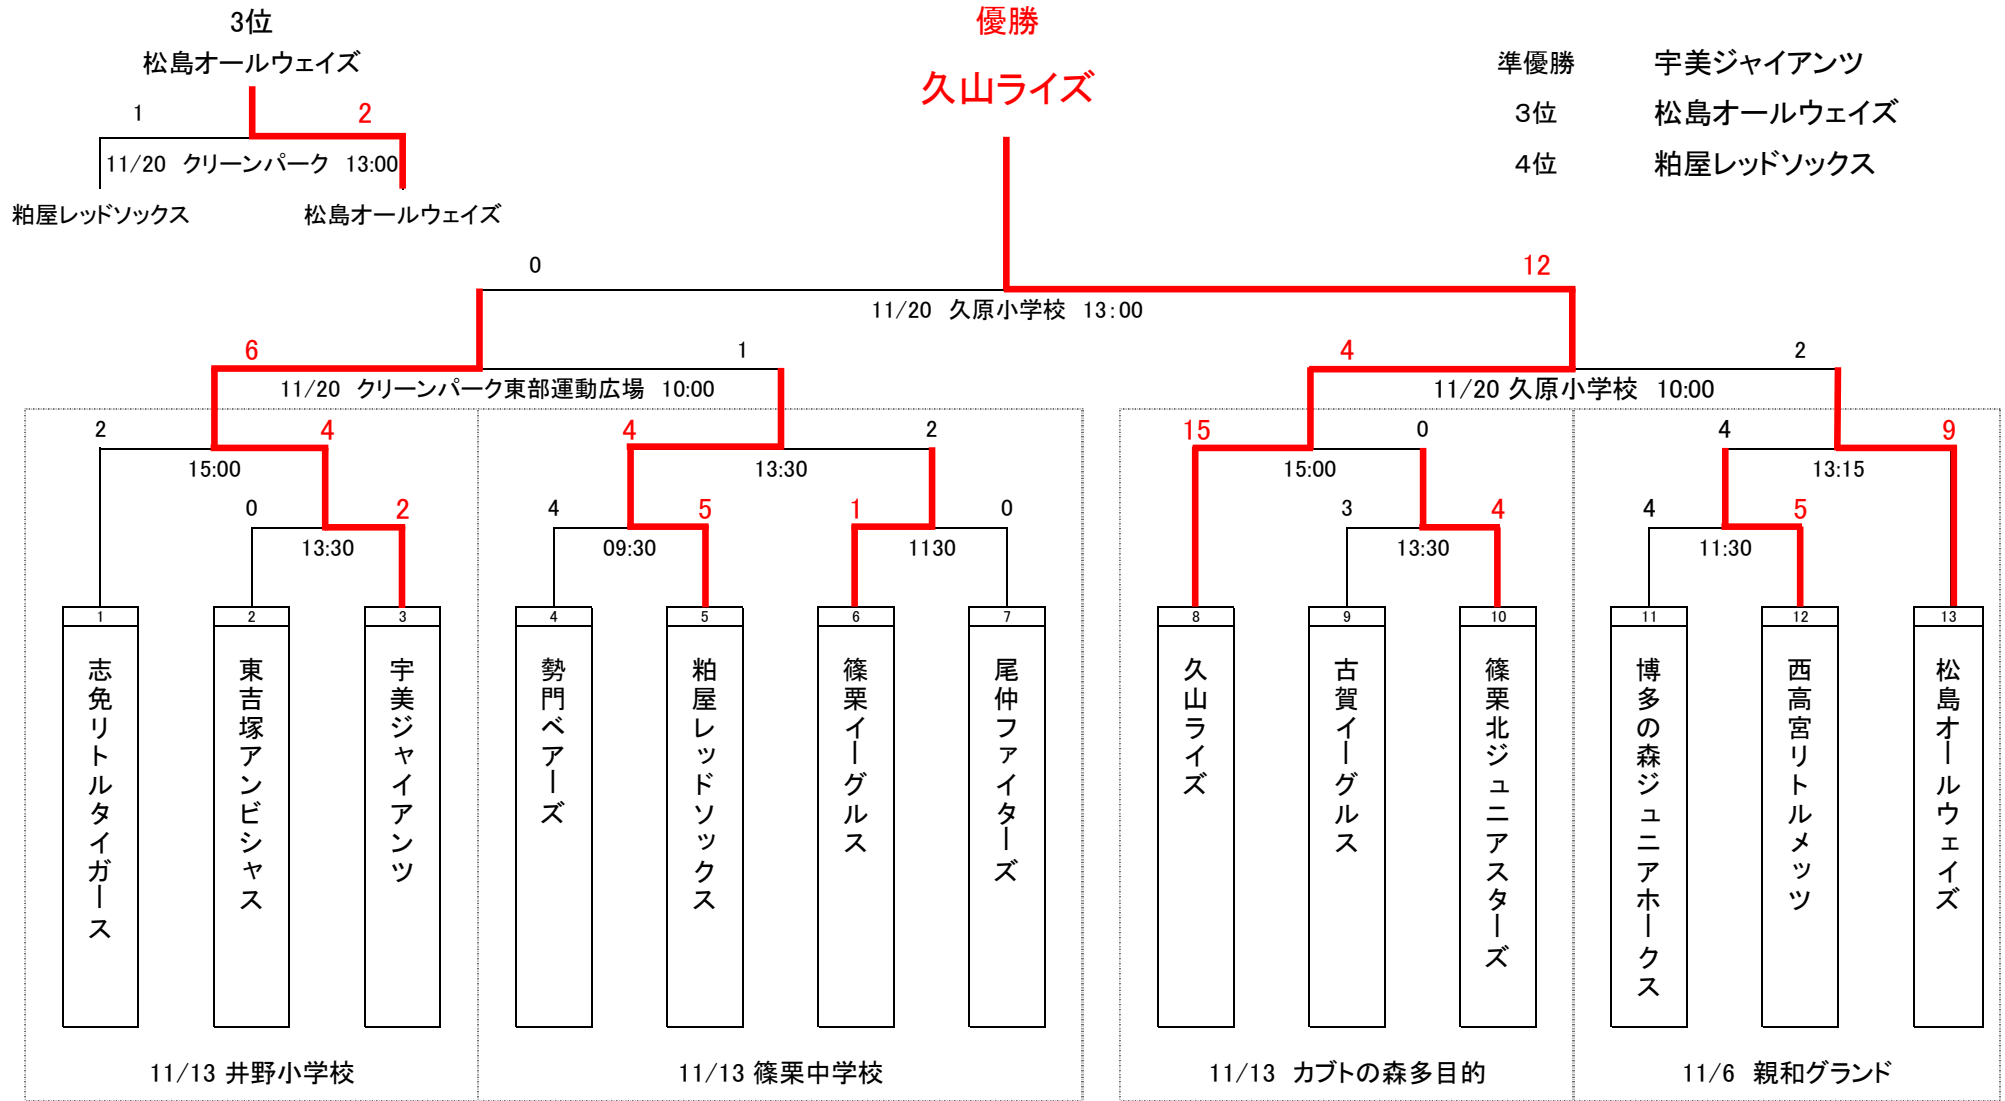 3位
松島オールウェイズ
1 2
11/20 クリーンパーク 13:00
粕屋レッドソックス 松島オールウェイズ
優勝
久山ライズ
準優勝 宇美ジャイアンツ
3位 松島オールウェイズ
4位 粕屋レッドソックス
0 12
11/20 久原小学校 13:00
6 1
11/20 クリーンパーク東部運動広場 10:00
4 2
11/20 久原小学校 10:00
2 4
15:00
4 2
13:30
15 0
15:00
4 9
13:15
0 2
13:30
4 5
09:30
1 0
1130
3 4
13:30
4 5
11:30
1 2 3 4 5 6 7 8 9 10 11 12 13
志免リトルタイガース
東吉塚アンビシャス
宇美ジャイアンツ
勢門ベアーズ
粕屋レッドソックス
篠栗イーグルス
尾仲ファイターズ
久山ライズ
古賀イーグルス
篠栗北ジュニアスターズ
博多の森ジュニアホークス
西高宮リトルメッツ
松島オールウェイズ
11/13 井野小学校
11/13 篠栗中学校
11/13 カブトの森多目的
11/6 親和グランド